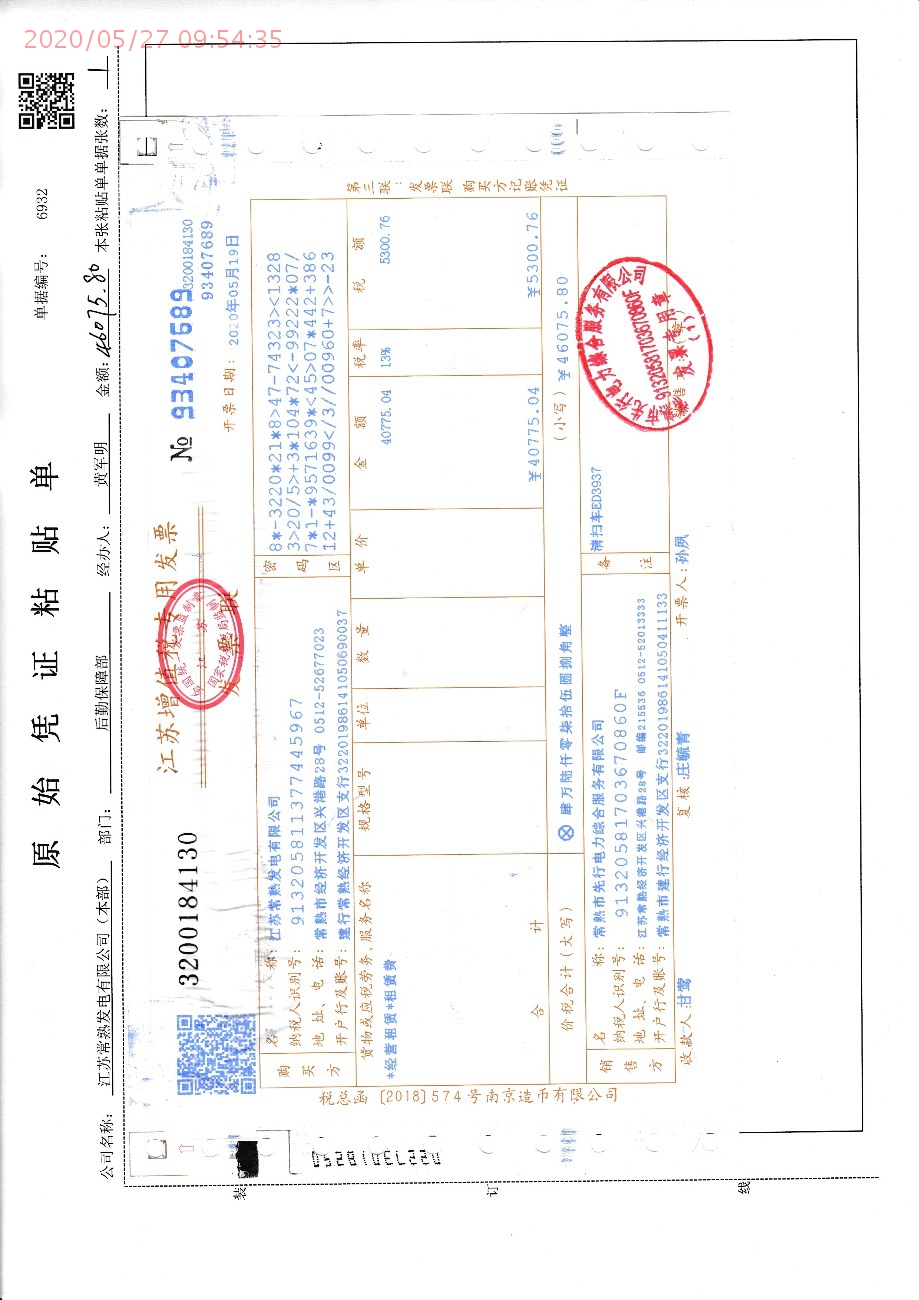 2020/05/27 09:54:35
原始凭证粘贴单
单据编号: 6932
公司名称: 江苏常熟发电有限公司(本部) 部门: 后勤保障部 经办人: 黄军明 金额: 46075.80 本张粘贴单单据张数: 1
3200184130 江苏增值税专用发票 № 93407689 3200184130
93407689
发票联
开票日期: 2020年05月19日
税总函〔2018〕574号南京造币有限公司
第三联:发票联 购买方记账凭证
购买方
名称: 江苏常熟发电有限公司
纳税人识别号: 913205811377445967
地址、电话: 常熟市经济开发区兴港路28号 0512-52677023
开户行及账号: 建行常熟经济开发区支行32201986141050690037
密码区
8*-3220*21*8>47-74323><1328
3>20/5>+3*104*72<-99222*07/
7*1-*9571639*<45>07*442+386
12+43/0099</3//00960+7>>-23
货物或应税劳务、服务名称 规格型号 单位 数量 单价 金额 税率 税额
*经营租赁*租赁费 40775.04 13% 5300.76
合计 ¥40775.04 ¥5300.76
价税合计(大写) ⊗肆万陆仟零柒拾伍圆捌角整 (小写) ¥46075.80
销售方
名称: 常熟市先行电力综合服务有限公司
纳税人识别号: 91320581703670860F
地址、电话: 江苏常熟经济开发区兴港路28号 邮编215536 0512-52013333
开户行及账号: 常熟市建行经济开发区支行32201986141050411133
备注
清扫车ED3937
收款人: 甘莺 复核: 庄毓青 开票人: 孙夙
常熟市先行电力综合服务有限公司
91320581703670860F
发票专用章
(1)
装
订
线